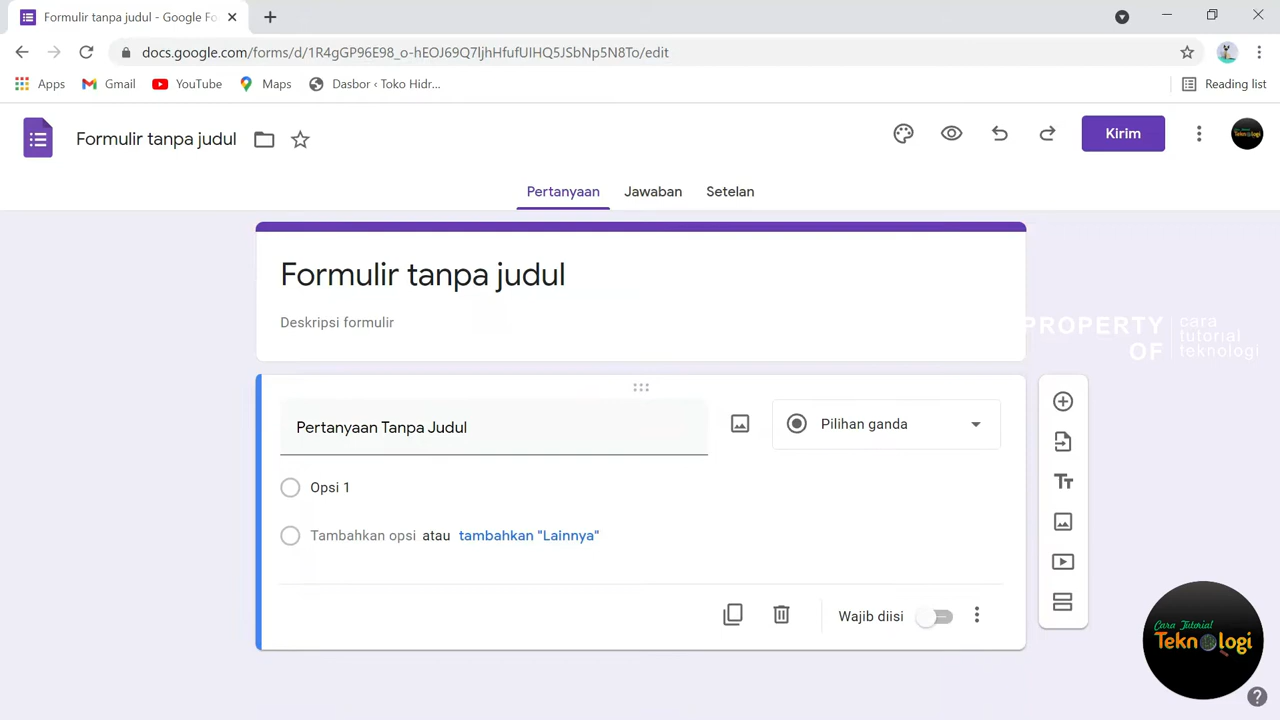 Formulir tanpa judul - Google Fo
docs.google.com/forms/d/1R4gGP96E98_o-hEOJ69Q7ljhHfufUIHQ5JSbNp5N8To/edit
Apps Gmail YouTube Maps Dasbor ‹ Toko Hidr... Reading list
Formulir tanpa judul
Kirim
Pertanyaan Jawaban Setelan
Formulir tanpa judul
Deskripsi formulir
PROPERTY OF
cara tutorial teknologi
Pertanyaan Tanpa Judul
Pilihan ganda
Opsi 1
Tambahkan opsi atau tambahkan "Lainnya"
Wajib diisi
Cara Tutorial
Teknologi